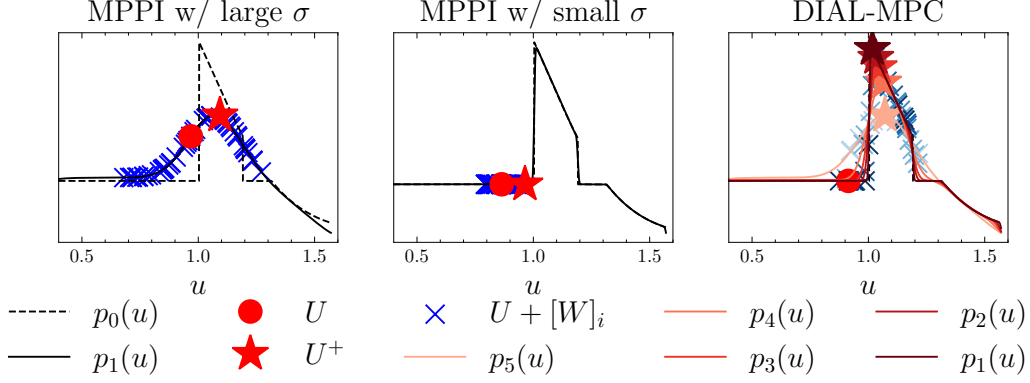 MPPI w/ large σ
MPPI w/ small σ
DIAL-MPC
0.5 1.0 1.5
0.5 1.0 1.5
0.5 1.0 1.5
u
u
u
p₀(u) U U + [W]ᵢ p₄(u) p₂(u)
p₁(u) U⁺ p₅(u) p₃(u) p₁(u)